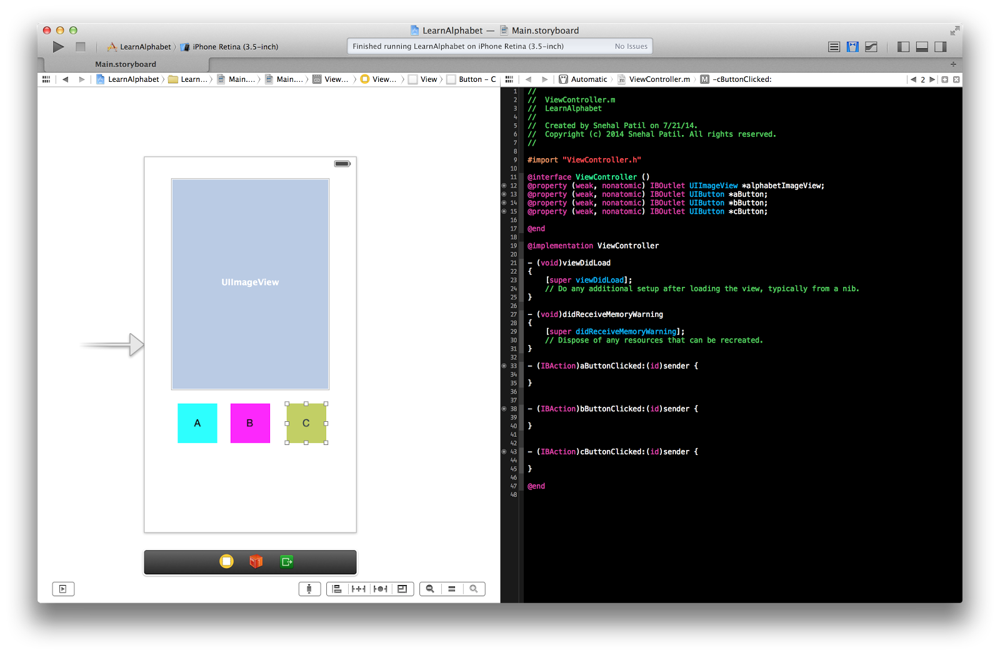 LearnAlphabet — Main.storyboard
LearnAlphabet iPhone Retina (3.5-inch)
Finished running LearnAlphabet on iPhone Retina (3.5-inch) No Issues
Main.storyboard
LearnAlphabet Learn... Main.... Main.... View... View... View Button - C
Automatic ViewController.m M -cButtonClicked: 2
UIImageView
A B C
1 //
2 // ViewController.m
3 // LearnAlphabet
4 //
5 // Created by Snehal Patil on 7/21/14.
6 // Copyright (c) 2014 Snehal Patil. All rights reserved.
7 //
8
9 #import "ViewController.h"
10
11 @interface ViewController ()
12 @property (weak, nonatomic) IBOutlet UIImageView *alphabetImageView;
13 @property (weak, nonatomic) IBOutlet UIButton *aButton;
14 @property (weak, nonatomic) IBOutlet UIButton *bButton;
15 @property (weak, nonatomic) IBOutlet UIButton *cButton;
16
17 @end
18
19 @implementation ViewController
20
21 - (void)viewDidLoad
22 {
23 [super viewDidLoad];
24 // Do any additional setup after loading the view, typically from a nib.
25 }
26
27 - (void)didReceiveMemoryWarning
28 {
29 [super didReceiveMemoryWarning];
30 // Dispose of any resources that can be recreated.
31 }
32
33 - (IBAction)aButtonClicked:(id)sender {
34
35 }
36
37
38 - (IBAction)bButtonClicked:(id)sender {
39
40 }
41
42
43 - (IBAction)cButtonClicked:(id)sender {
44
45 }
46
47 @end
48